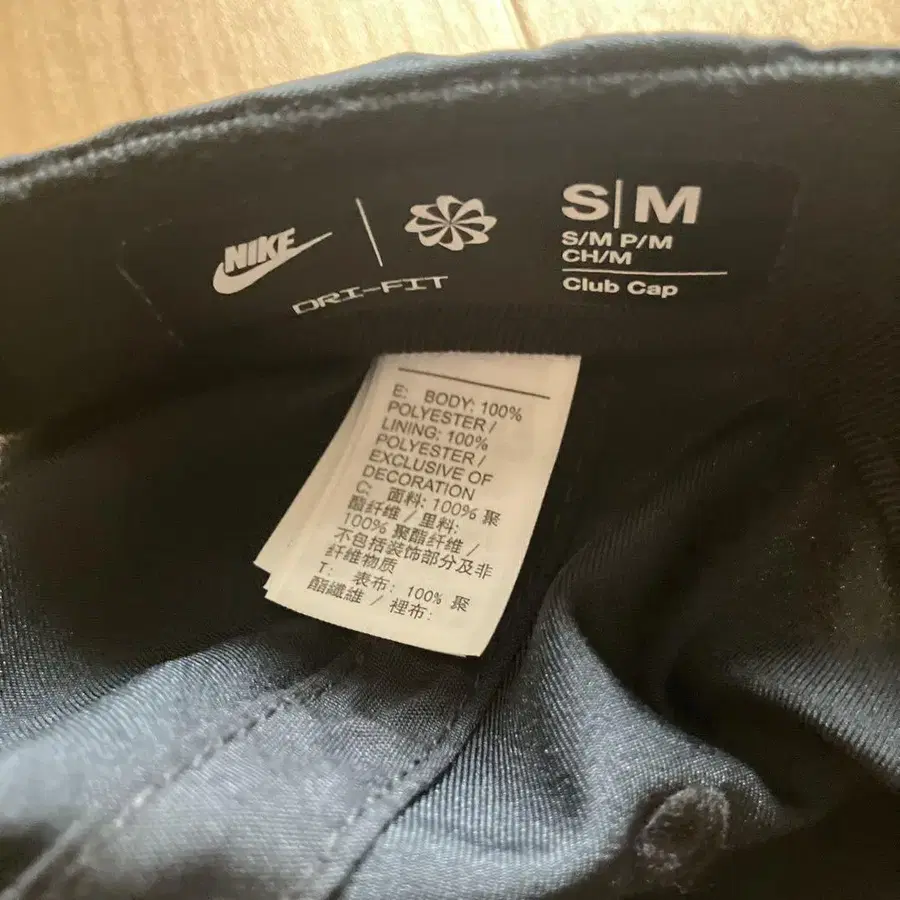 NIKE
DRI-FIT
S|M
S/M P/M
CH/M
Club Cap
E: BODY: 100%
POLYESTER /
LINING: 100%
POLYESTER /
EXCLUSIVE OF
DECORATION
C: 面料: 100% 聚
酯纤维 / 里料:
100% 聚酯纤维 /
不包括装饰部分及非
纤维物质
T: 表布: 100% 聚
酯纖維 / 裡布: